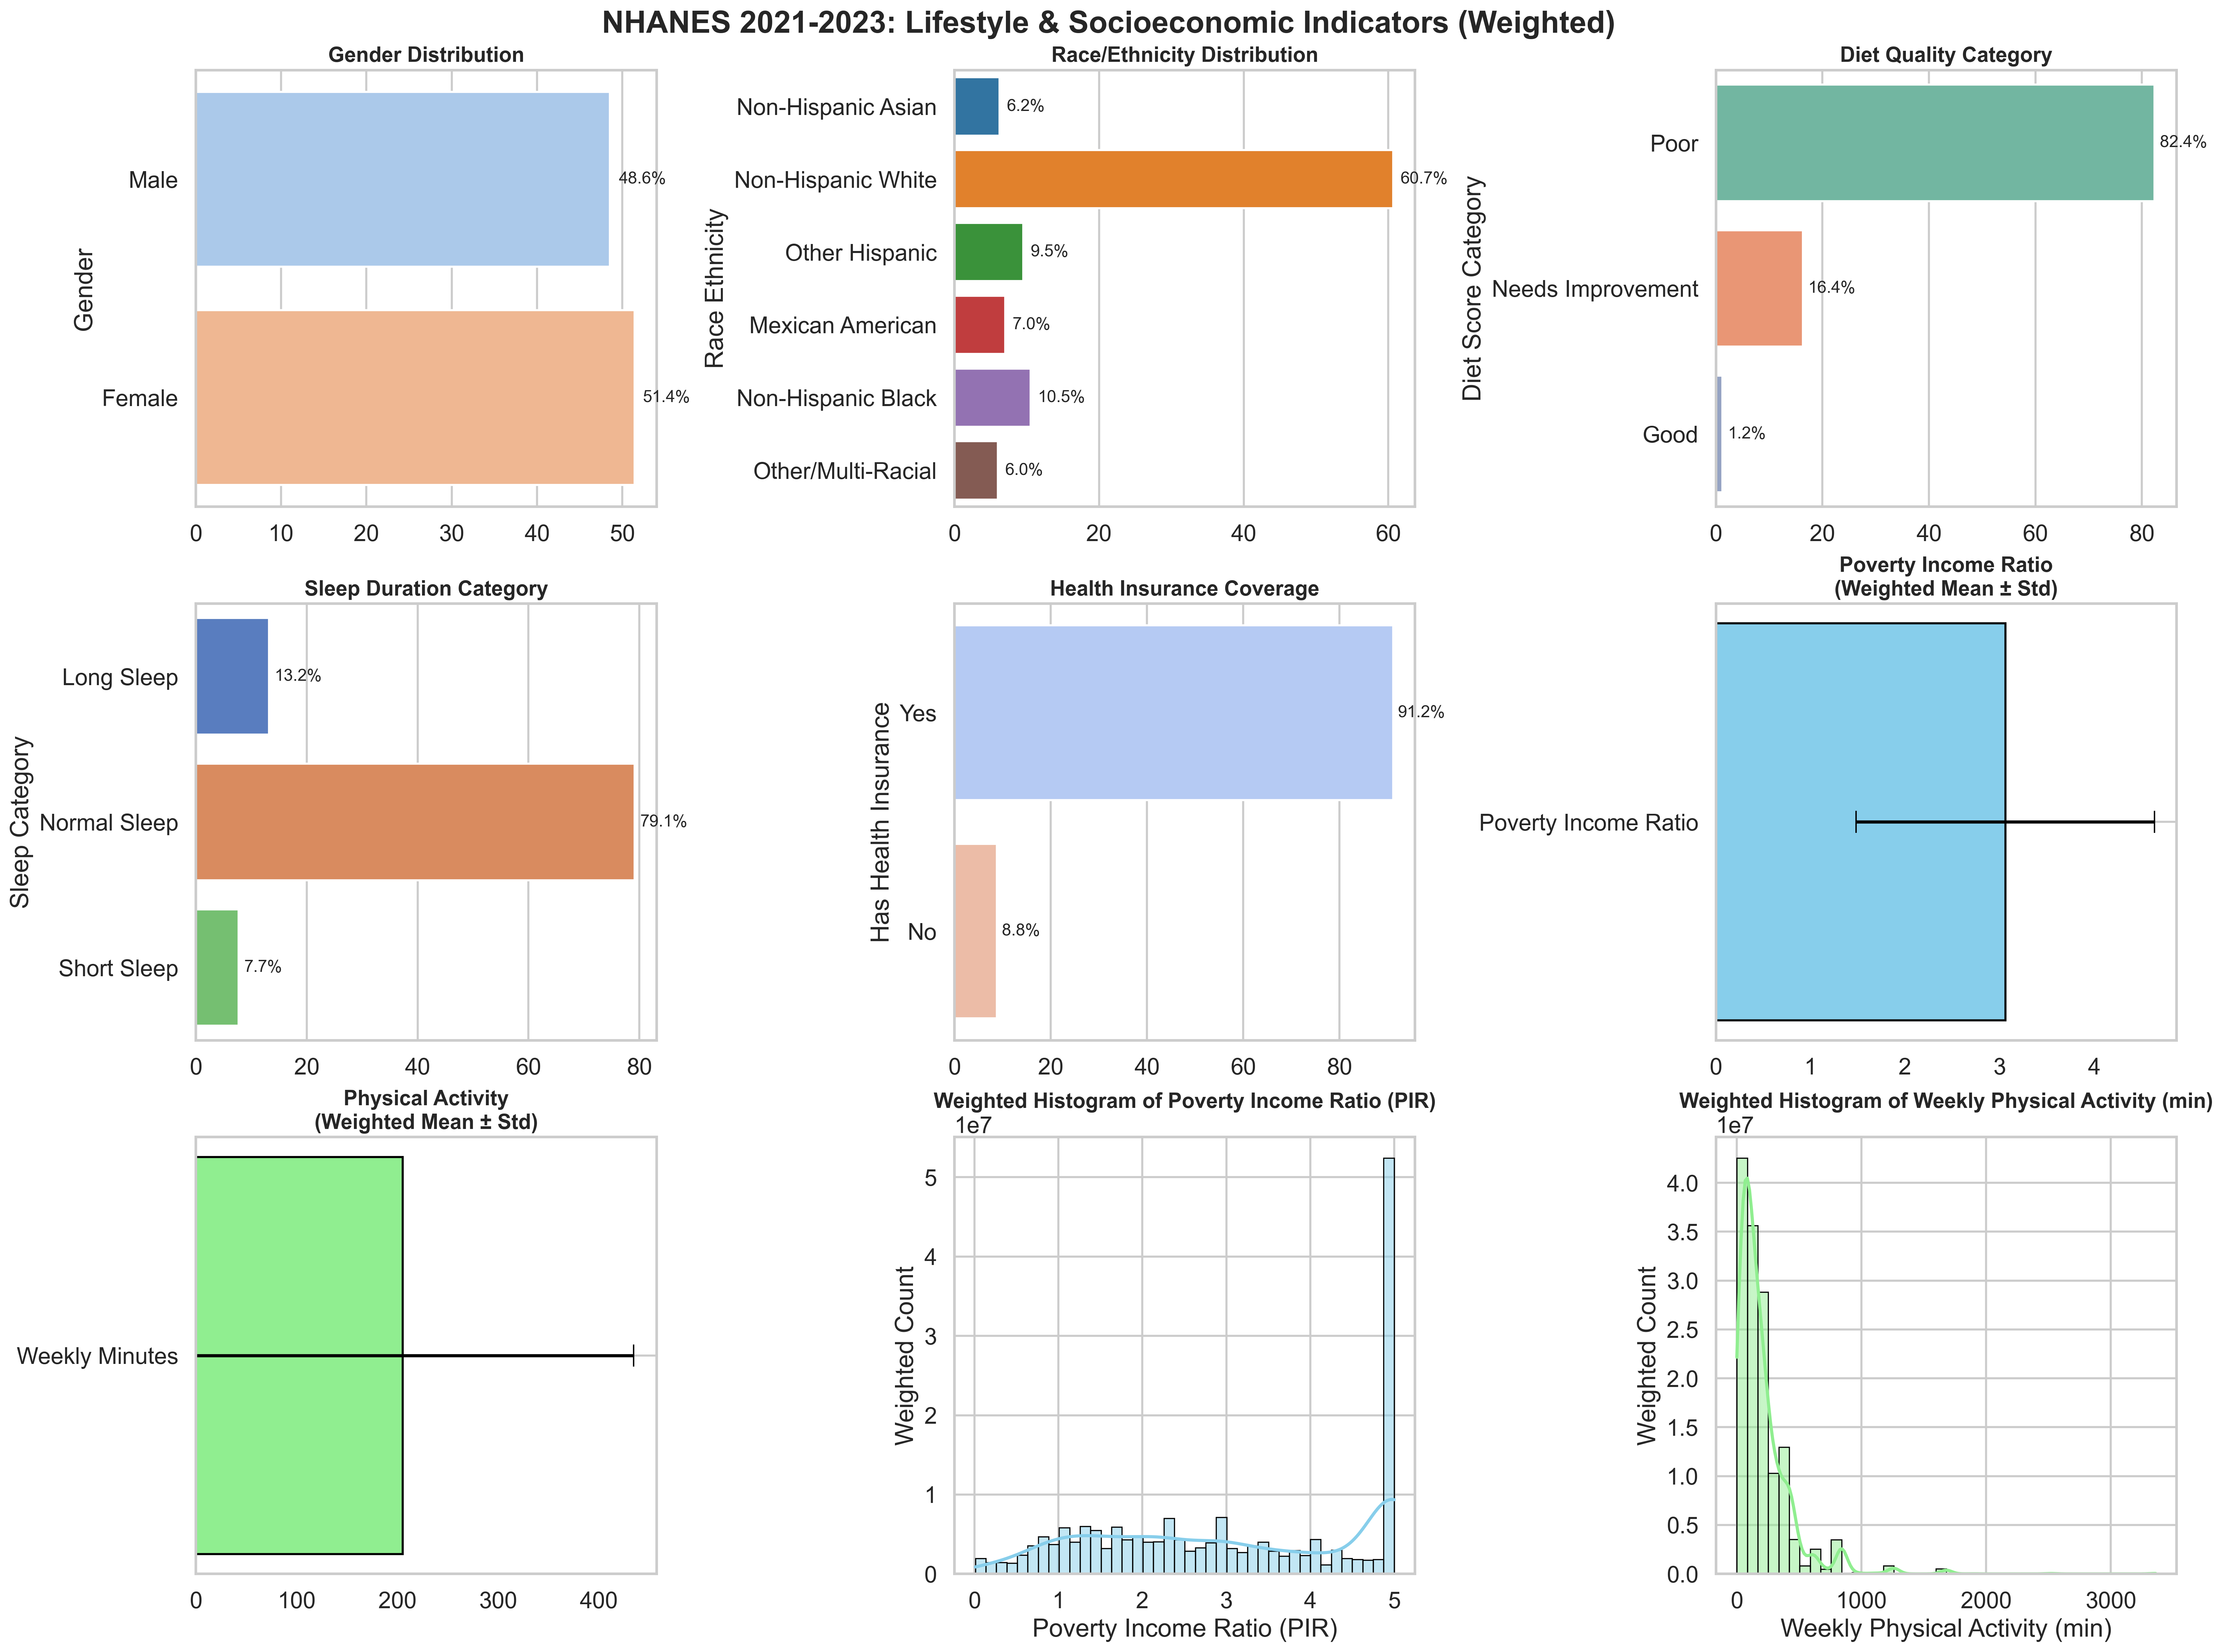 NHANES 2021-2023: Lifestyle & Socioeconomic Indicators (Weighted)
Gender Distribution
Gender
Male
48.6%
Female
51.4%
0 10 20 30 40 50
Race/Ethnicity Distribution
Race Ethnicity
Non-Hispanic Asian
6.2%
Non-Hispanic White
60.7%
Other Hispanic
9.5%
Mexican American
7.0%
Non-Hispanic Black
10.5%
Other/Multi-Racial
6.0%
0 20 40 60
Diet Quality Category
Diet Score Category
Poor
82.4%
Needs Improvement
16.4%
Good
1.2%
0 20 40 60 80
Sleep Duration Category
Sleep Category
Long Sleep
13.2%
Normal Sleep
79.1%
Short Sleep
7.7%
0 20 40 60 80
Health Insurance Coverage
Has Health Insurance
Yes
91.2%
No
8.8%
0 20 40 60 80
Poverty Income Ratio
(Weighted Mean ± Std)
Poverty Income Ratio
0 1 2 3 4
Physical Activity
(Weighted Mean ± Std)
Weekly Minutes
0 100 200 300 400
Weighted Histogram of Poverty Income Ratio (PIR)
1e7
Weighted Count
5
4
3
2
1
0
0 1 2 3 4 5
Poverty Income Ratio (PIR)
Weighted Histogram of Weekly Physical Activity (min)
1e7
Weighted Count
4.0
3.5
3.0
2.5
2.0
1.5
1.0
0.5
0.0
0 1000 2000 3000
Weekly Physical Activity (min)